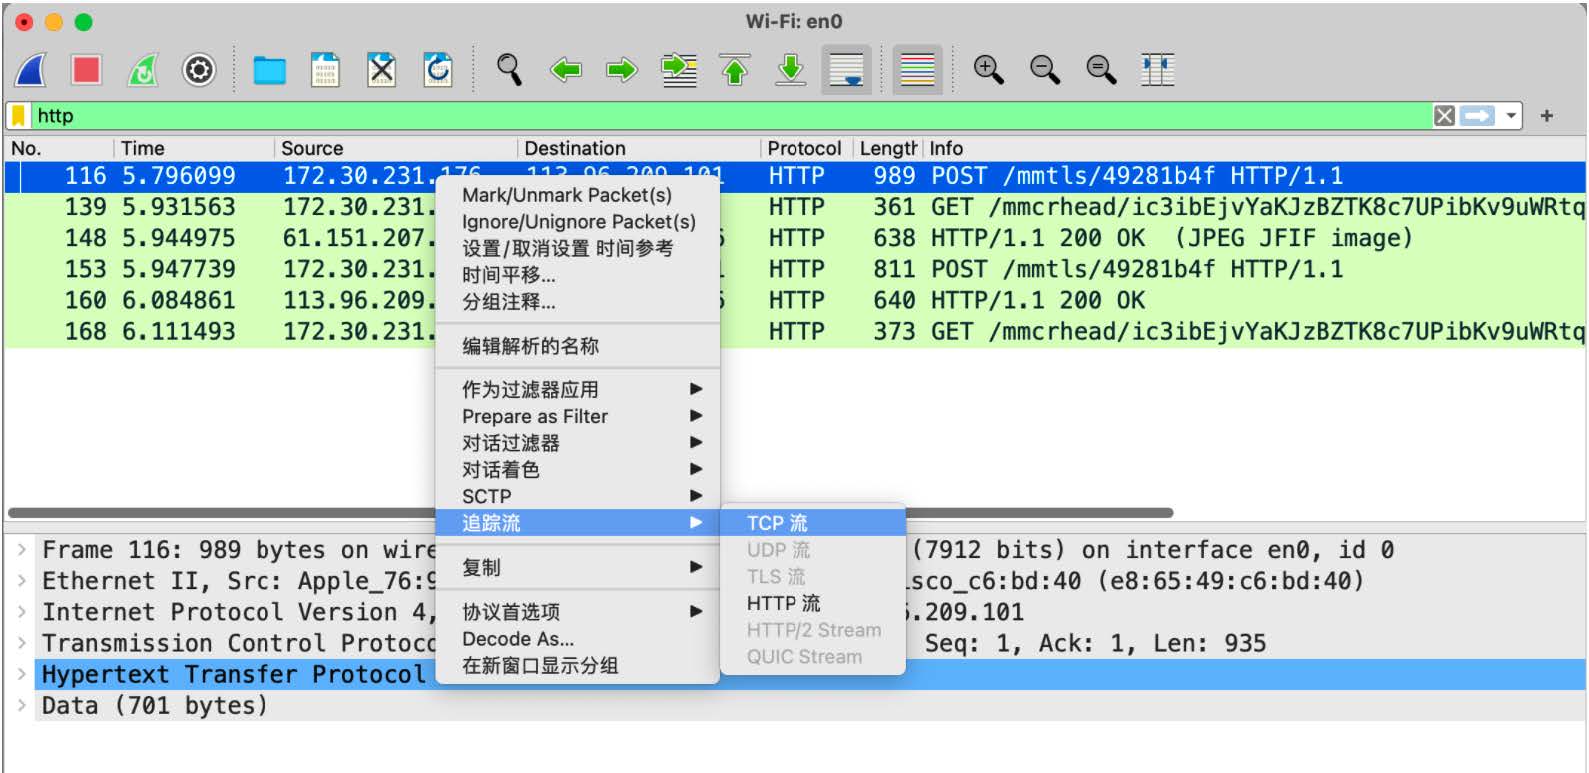 Wi-Fi: en0
http
No. Time Source Destination Protocol Length Info
116 5.796099 172.30.231.176 113.96.209.101 HTTP 989 POST /mmtls/49281b4f HTTP/1.1
139 5.931563 172.30.231. HTTP 361 GET /mmcrhead/ic3ibEjvYaKJzBZTK8c7UPibKv9uWRtq
148 5.944975 61.151.207. 6 HTTP 638 HTTP/1.1 200 OK (JPEG JFIF image)
153 5.947739 172.30.231. 1 HTTP 811 POST /mmtls/49281b4f HTTP/1.1
160 6.084861 113.96.209. 6 HTTP 640 HTTP/1.1 200 OK
168 6.111493 172.30.231. HTTP 373 GET /mmcrhead/ic3ibEjvYaKJzBZTK8c7UPibKv9uWRtq
Mark/Unmark Packet(s)
Ignore/Unignore Packet(s)
设置/取消设置 时间参考
时间平移...
分组注释...
编辑解析的名称
作为过滤器应用
Prepare as Filter
对话过滤器
对话着色
SCTP
追踪流
复制
协议首选项
Decode As...
在新窗口显示分组
TCP 流
UDP 流
TLS 流
HTTP 流
HTTP/2 Stream
QUIC Stream
Frame 116: 989 bytes on wire (7912 bits) on interface en0, id 0
Ethernet II, Src: Apple_76:9 sco_c6:bd:40 (e8:65:49:c6:bd:40)
Internet Protocol Version 4, .209.101
Transmission Control Protoco Seq: 1, Ack: 1, Len: 935
Hypertext Transfer Protocol
Data (701 bytes)